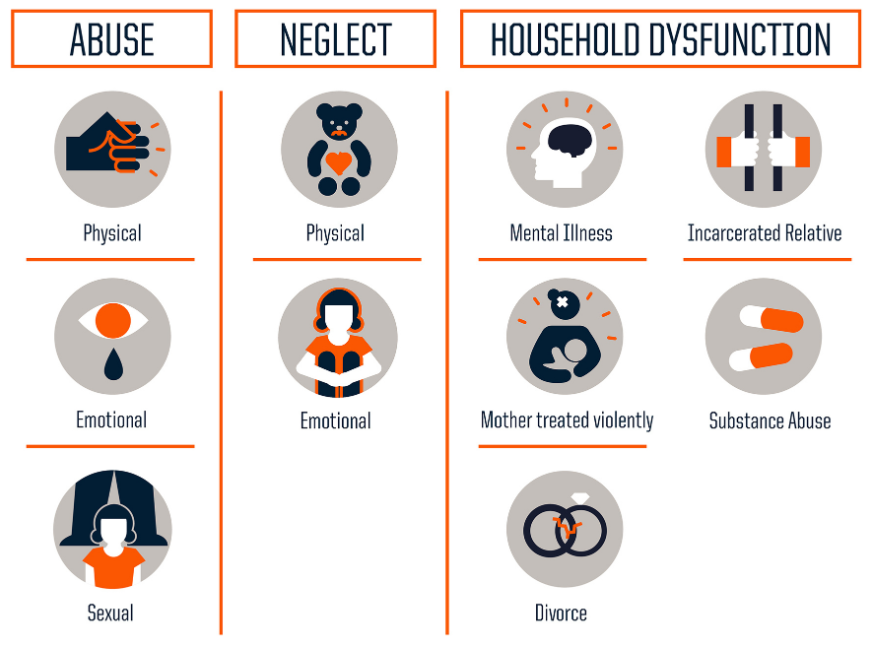 ABUSE
NEGLECT
HOUSEHOLD DYSFUNCTION
Physical
Physical
Mental Illness
Incarcerated Relative
Emotional
Emotional
Mother treated violently
Substance Abuse
Sexual
Divorce